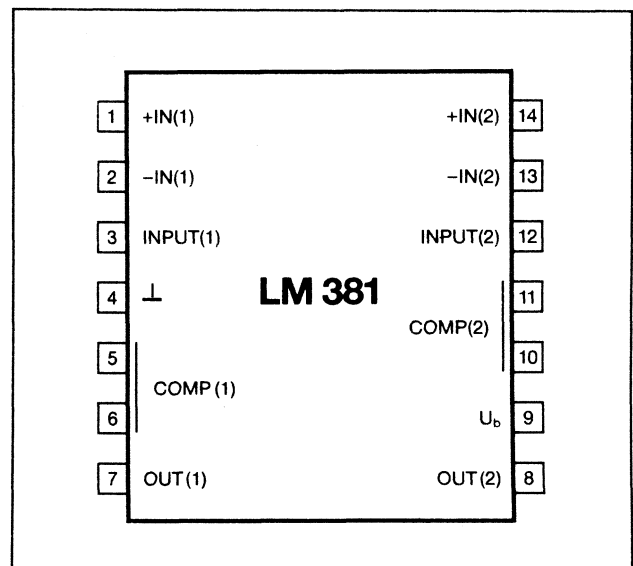 1 +IN(1) +IN(2) 14
2 −IN(1) −IN(2) 13
3 INPUT(1) INPUT(2) 12
4 ⊥ LM 381 11
COMP(2)
5 10
COMP(1)
6 U_b 9
7 OUT(1) OUT(2) 8